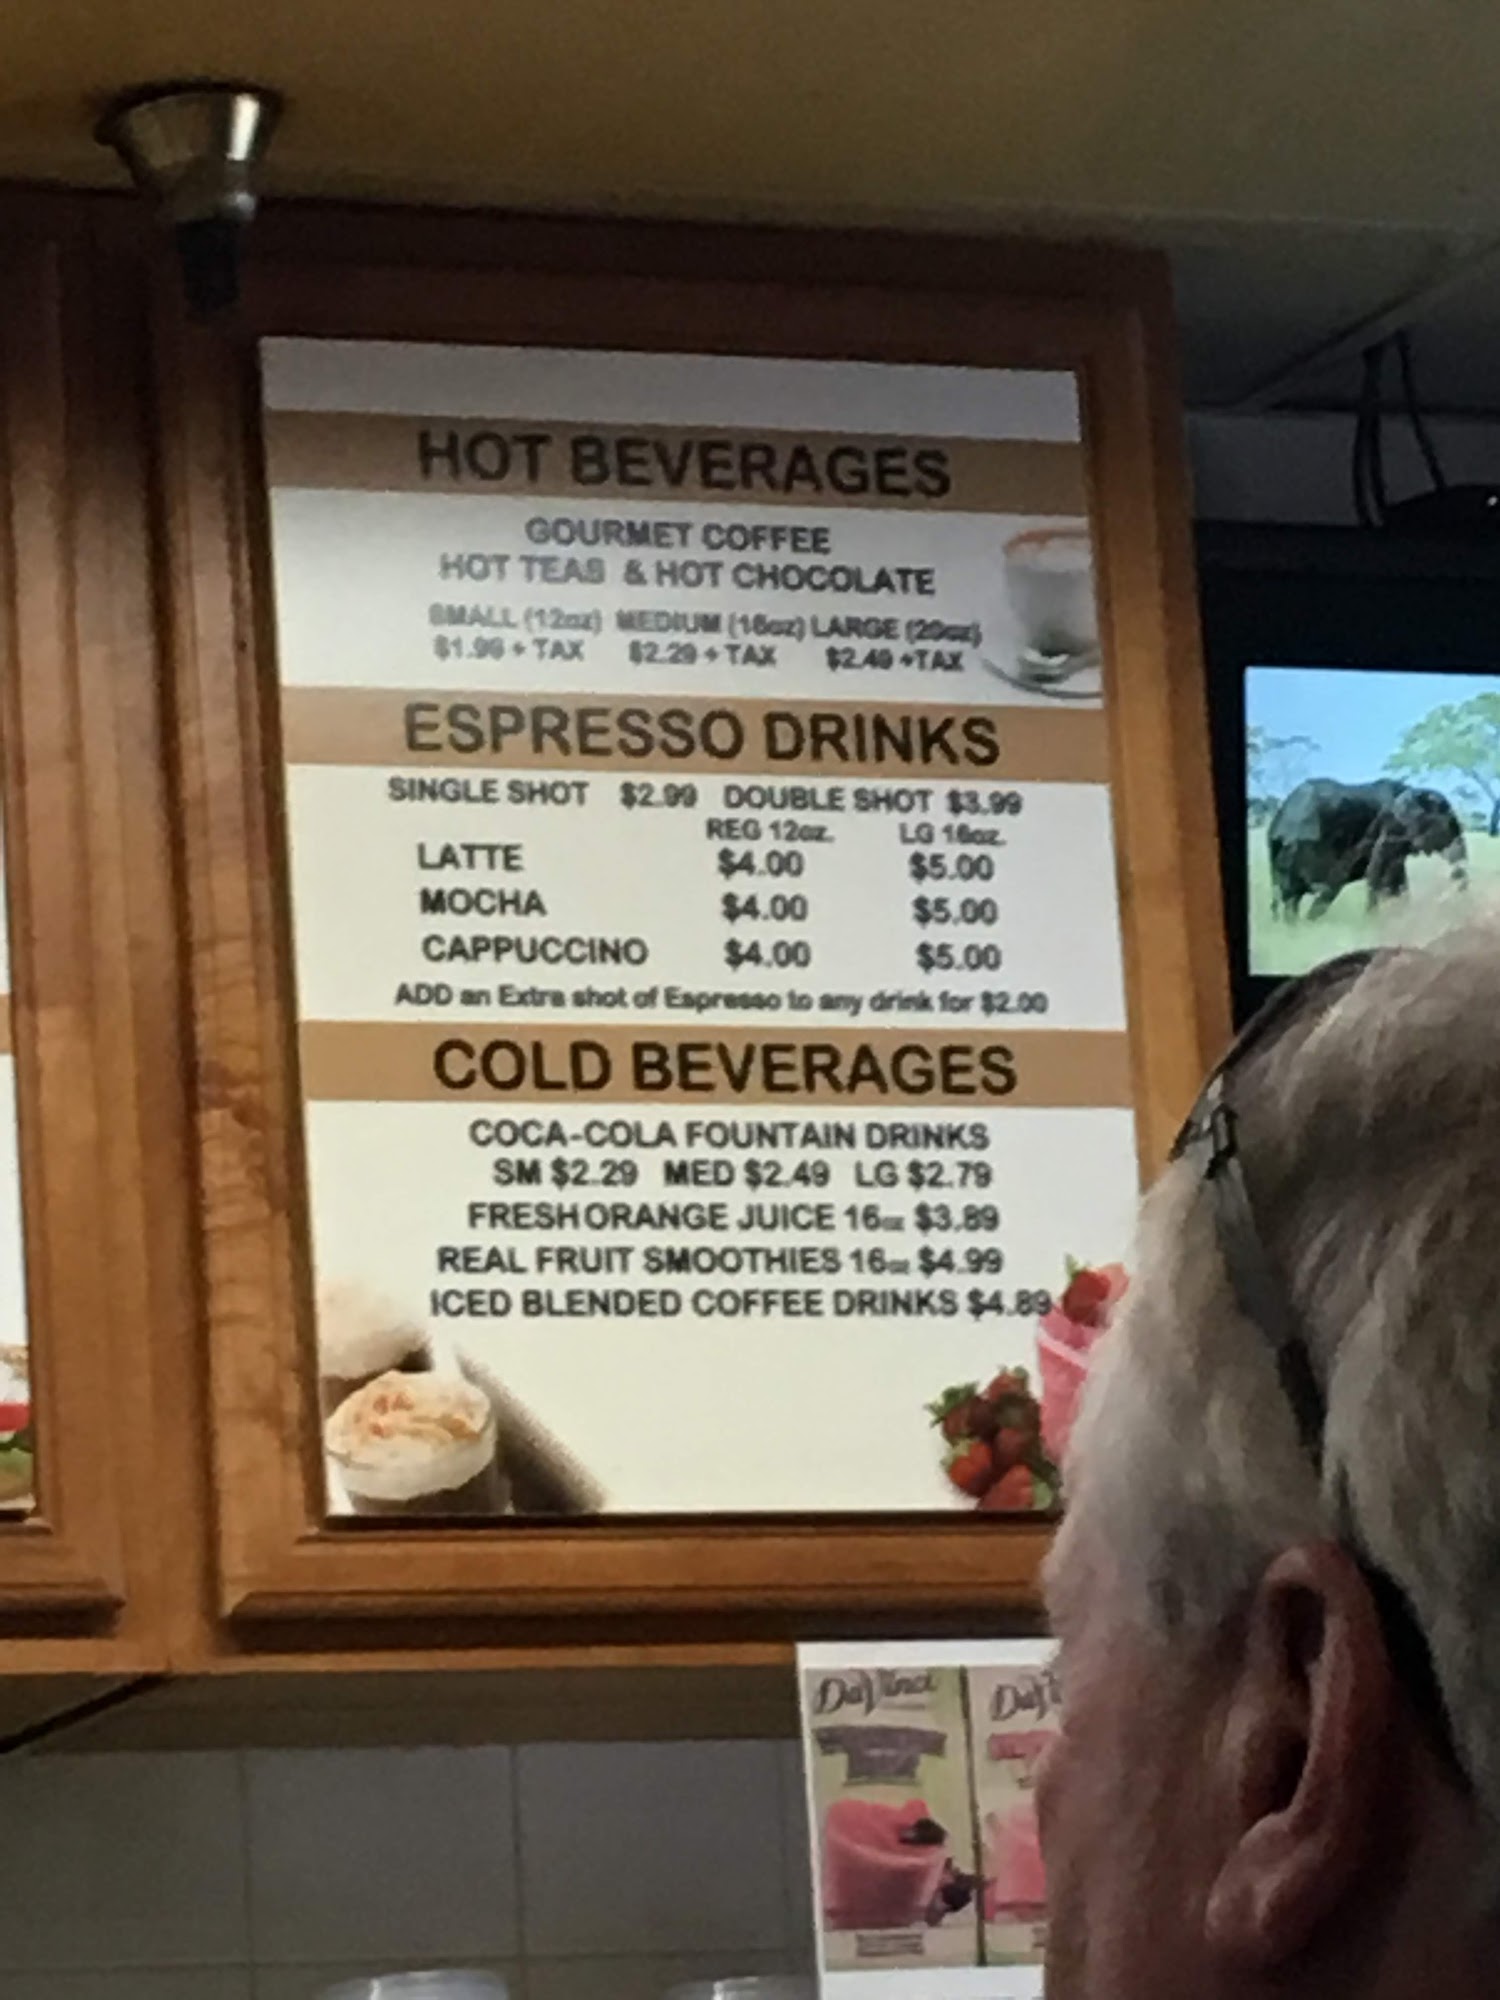 HOT BEVERAGES
GOURMET COFFEE
HOT TEAS & HOT CHOCOLATE
SMALL (12oz) MEDIUM (16oz) LARGE (20oz)
+ TAX $2.29 + TAX $2.49 +TAX
ESPRESSO DRINKS
SINGLE SHOT $2.99 DOUBLE SHOT $3.99
REG 12oz. LG 16oz.
LATTE $4.00 $5.00
MOCHA $4.00 $5.00
CAPPUCCINO $4.00 $5.00
ADD an Extra shot of Espresso to any drink for $2.00
COLD BEVERAGES
COCA-COLA FOUNTAIN DRINKS
SM $2.29 MED $2.49 LG $2.79
FRESH ORANGE JUICE 16oz $3.89
REAL FRUIT SMOOTHIES 16oz $4.99
ICED BLENDED COFFEE DRINKS $4.89
DaVinci